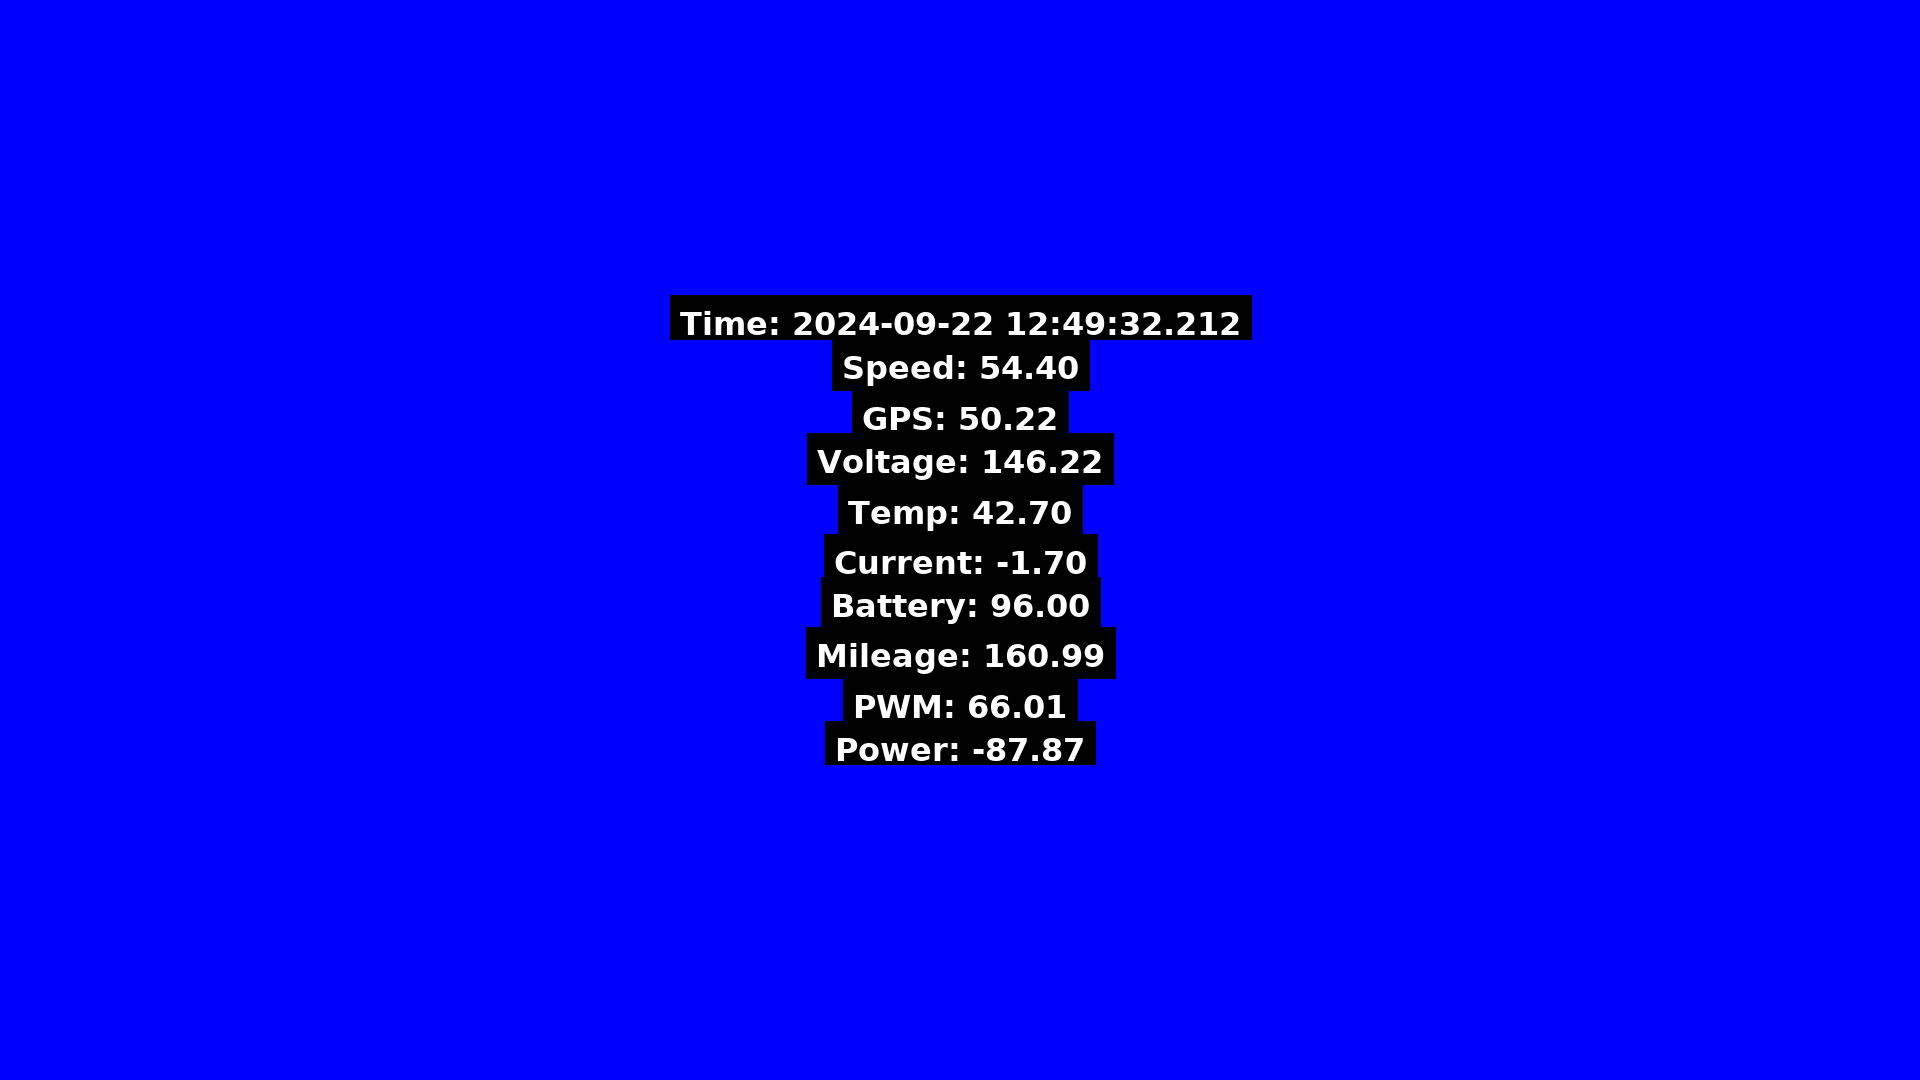 Time: 2024-09-22 12:49:32.212
Speed: 54.40
GPS: 50.22
Voltage: 146.22
Temp: 42.70
Current: -1.70
Battery: 96.00
Mileage: 160.99
PWM: 66.01
Power: -87.87